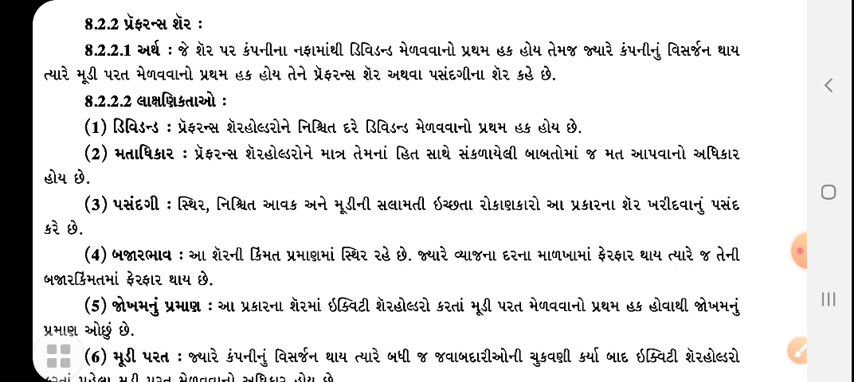 8.2.2 પ્રૅફરન્સ શૅર :
8.2.2.1 અર્થ : જે શૅર પર કંપનીના નફામાંથી ડિવિડન્ડ મેળવવાનો પ્રથમ હક હોય તેમજ જ્યારે કંપનીનું વિસર્જન થાય
ત્યારે મૂડી પરત મેળવવાનો પ્રથમ હક હોય તેને પ્રૅફરન્સ શૅર અથવા પસંદગીના શૅર કહે છે.
8.2.2.2 લાક્ષણિકતાઓ :
(1) ડિવિડન્ડ : પ્રૅફરન્સ શૅરહોલ્ડરોને નિશ્ચિત દરે ડિવિડન્ડ મેળવવાનો પ્રથમ હક હોય છે.
(2) મતાધિકાર : પ્રૅફરન્સ શૅરહોલ્ડરોને માત્ર તેમનાં હિત સાથે સંકળાયેલી બાબતોમાં જ મત આપવાનો અધિકાર
હોય છે.
(3) પસંદગી : સ્થિર, નિશ્ચિત આવક અને મૂડીની સલામતી ઇચ્છતા રોકાણકારો આ પ્રકારના શૅર ખરીદવાનું પસંદ
કરે છે.
(4) બજારભાવ : આ શૅરની કિંમત પ્રમાણમાં સ્થિર રહે છે. જ્યારે વ્યાજના દરના માળખામાં ફેરફાર થાય ત્યારે જ તેની
બજારકિંમતમાં ફેરફાર થાય છે.
(5) જોખમનું પ્રમાણ : આ પ્રકારના શૅરમાં ઇક્વિટી શૅરહોલ્ડરો કરતાં મૂડી પરત મેળવવાનો પ્રથમ હક હોવાથી જોખમનું
પ્રમાણ ઓછું છે.
(6) મૂડી પરત : જ્યારે કંપનીનું વિસર્જન થાય ત્યારે બધી જ જવાબદારીઓની ચુકવણી કર્યા બાદ ઇક્વિટી શૅરહોલ્ડરો
કરતાં પહેલા મૂડી પરત મેળવવાનો અધિકાર હોય છે.